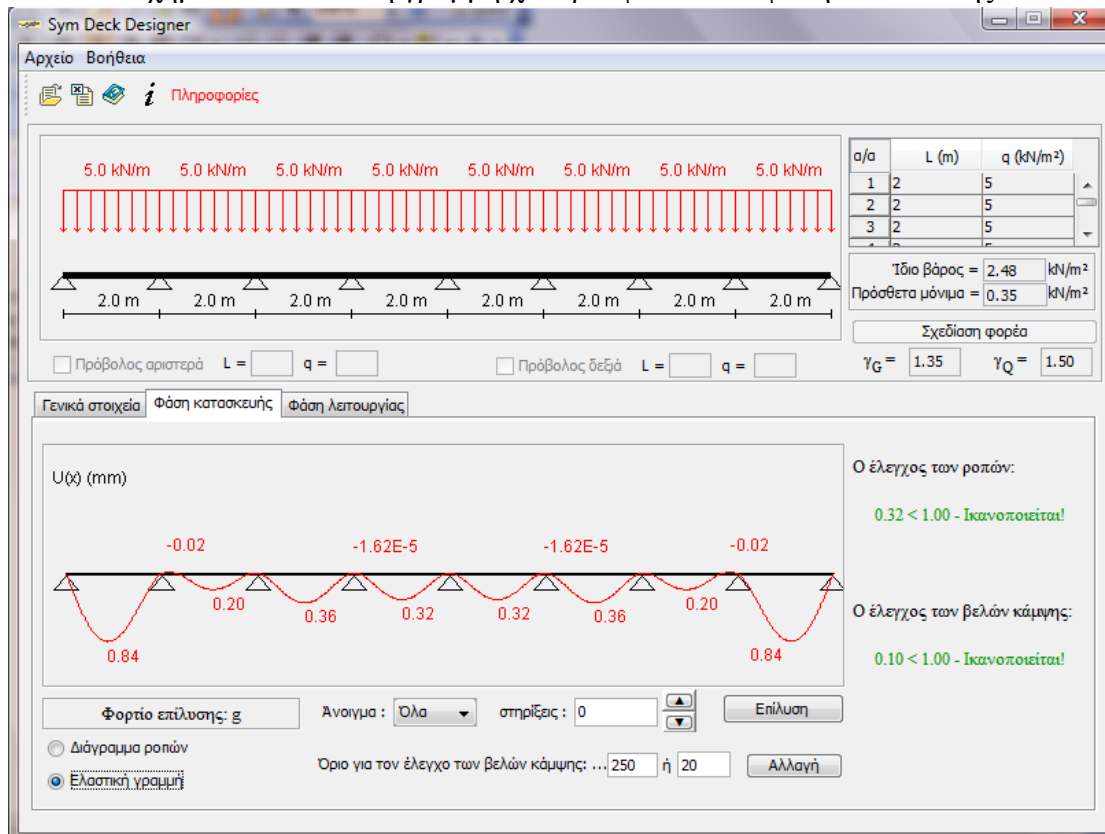 Sym Deck Designer
Αρχείο Βοήθεια
i Πληροφορίες
5.0 kN/m 5.0 kN/m 5.0 kN/m 5.0 kN/m 5.0 kN/m 5.0 kN/m 5.0 kN/m 5.0 kN/m
2.0 m 2.0 m 2.0 m 2.0 m 2.0 m 2.0 m 2.0 m 2.0 m
α/α L (m) q (kN/m²)
1 2 5
2 2 5
3 2 5
Ίδιο βάρος = 2.48 kN/m²
Πρόσθετα μόνιμα = 0.35 kN/m²
Σχεδίαση φορέα
Πρόβολος αριστερά L = q =
Πρόβολος δεξιά L = q =
γG = 1.35 γQ = 1.50
Γενικά στοιχεία Φάση κατασκευής Φάση λειτουργίας
U(x) (mm)
-0.02 -1.62E-5 -1.62E-5 -0.02
0.84 0.20 0.36 0.32 0.32 0.36 0.20 0.84
Ο έλεγχος των ροπών:
0.32 < 1.00 - Ικανοποιείται!
Ο έλεγχος των βελών κάμψης:
0.10 < 1.00 - Ικανοποιείται!
Φορτίο επίλυσης: g
Άνοιγμα : Όλα στηρίξεις : 0 Επίλυση
Διάγραμμα ροπών
Ελαστική γραμμή
Όριο για τον έλεγχο των βελών κάμψης: ... 250 ή 20 Αλλαγή